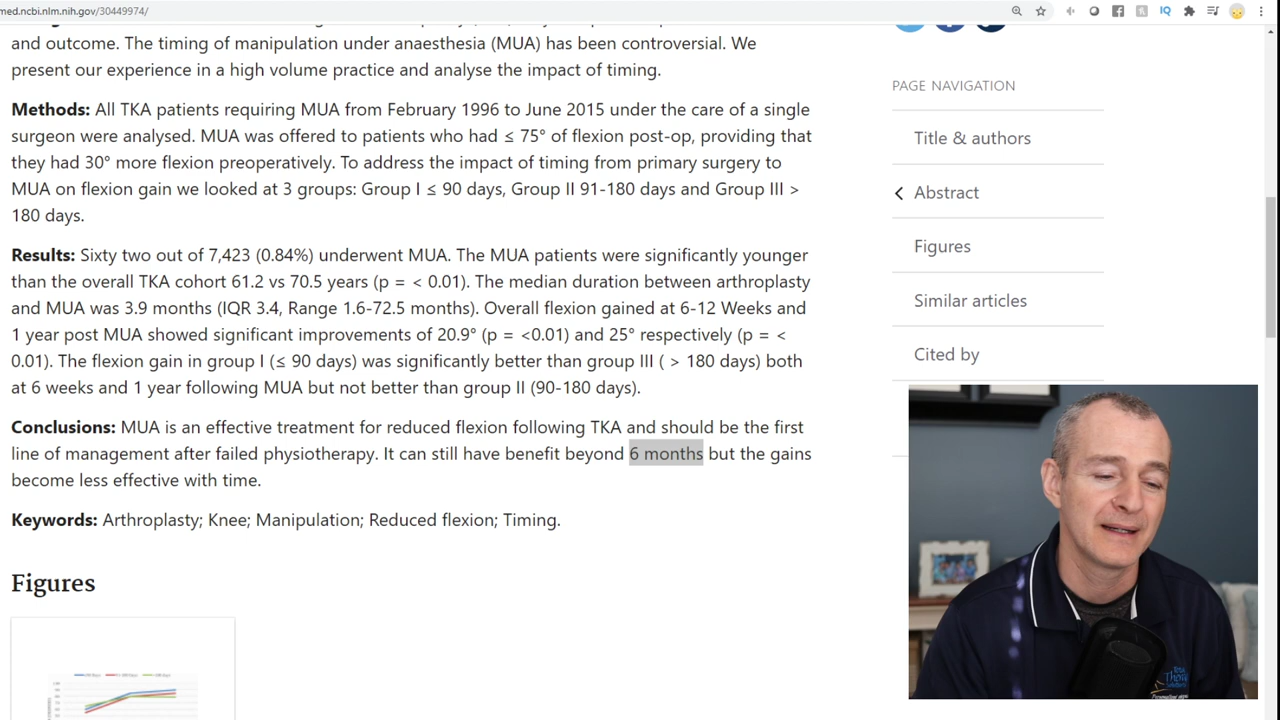 med.ncbi.nlm.nih.gov/30449974/
and outcome. The timing of manipulation under anaesthesia (MUA) has been controversial. We
present our experience in a high volume practice and analyse the impact of timing.
Methods: All TKA patients requiring MUA from February 1996 to June 2015 under the care of a single
surgeon were analysed. MUA was offered to patients who had ≤ 75° of flexion post-op, providing that
they had 30° more flexion preoperatively. To address the impact of timing from primary surgery to
MUA on flexion gain we looked at 3 groups: Group I ≤ 90 days, Group II 91-180 days and Group III >
180 days.
Results: Sixty two out of 7,423 (0.84%) underwent MUA. The MUA patients were significantly younger
than the overall TKA cohort 61.2 vs 70.5 years (p = < 0.01). The median duration between arthroplasty
and MUA was 3.9 months (IQR 3.4, Range 1.6-72.5 months). Overall flexion gained at 6-12 Weeks and
1 year post MUA showed significant improvements of 20.9° (p = <0.01) and 25° respectively (p = <
0.01). The flexion gain in group I (≤ 90 days) was significantly better than group III ( > 180 days) both
at 6 weeks and 1 year following MUA but not better than group II (90-180 days).
Conclusions: MUA is an effective treatment for reduced flexion following TKA and should be the first
line of management after failed physiotherapy. It can still have benefit beyond 6 months but the gains
become less effective with time.
Keywords: Arthroplasty; Knee; Manipulation; Reduced flexion; Timing.
Figures
PAGE NAVIGATION
Title & authors
Abstract
Figures
Similar articles
Cited by